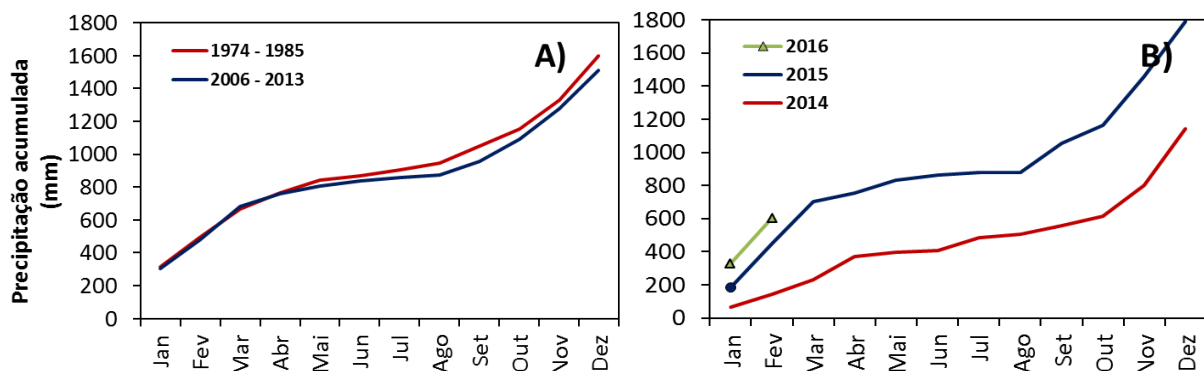 Precipitação acumulada
(mm)
1800
1600
1400
1200
1000
800
600
400
200
0
1974 - 1985
2006 - 2013
A)
Jan
Fev
Mar
Abr
Mai
Jun
Jul
Ago
Set
Out
Nov
Dez
1800
1600
1400
1200
1000
800
600
400
200
0
2016
2015
2014
B)
Jan
Fev
Mar
Abr
Mai
Jun
Jul
Ago
Set
Out
Nov
Dez